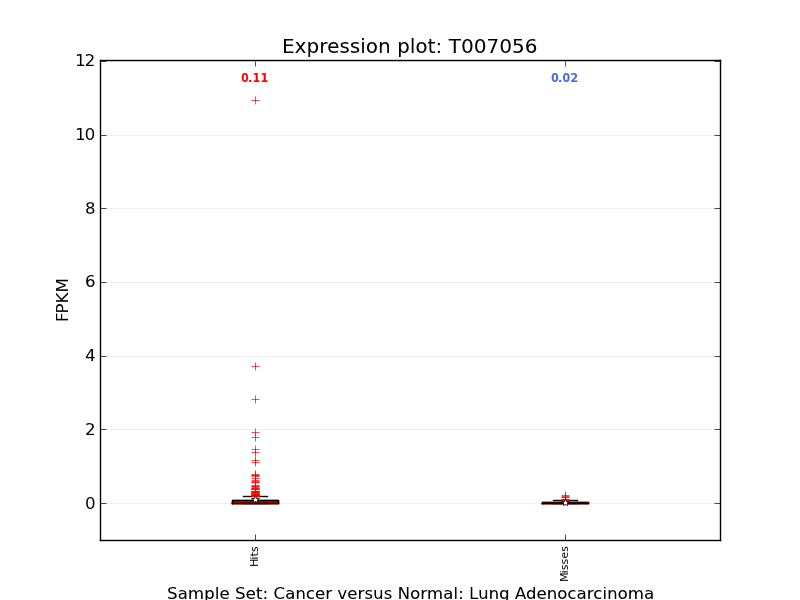 Expression plot: T007056
12
0.11
0.02
10
8
6
FPKM
4
2
0
Hits
Misses
Sample Set: Cancer versus Normal: Lung Adenocarcinoma